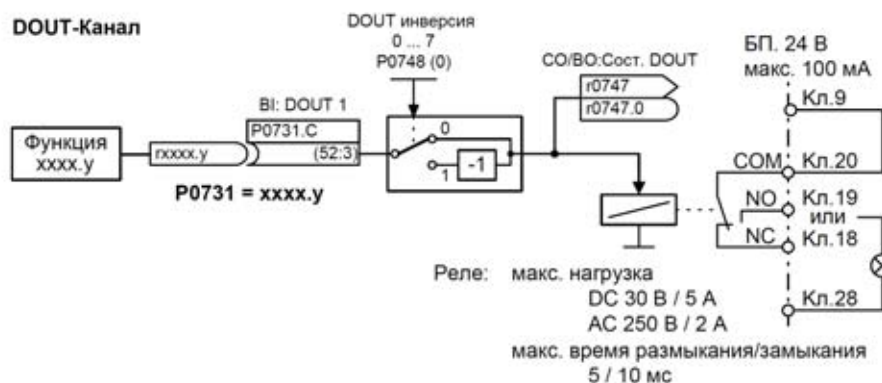 DOUT-Канал
DOUT инверсия
0 ... 7
P0748 (0)
БП. 24 В
макс. 100 мА
CO/BO:Сост. DOUT
r0747
r0747.0
BI: DOUT 1
P0731.C
(52:3)
Функция
xxxx.y
rxxxx.y
P0731 = xxxx.y
0
1
-1
Кл.9
COM
Кл.20
NO
Кл.19
или
NC
Кл.18
Кл.28
Реле: макс. нагрузка
DC 30 В / 5 А
AC 250 В / 2 А
макс. время размыкания/замыкания
5 / 10 мс